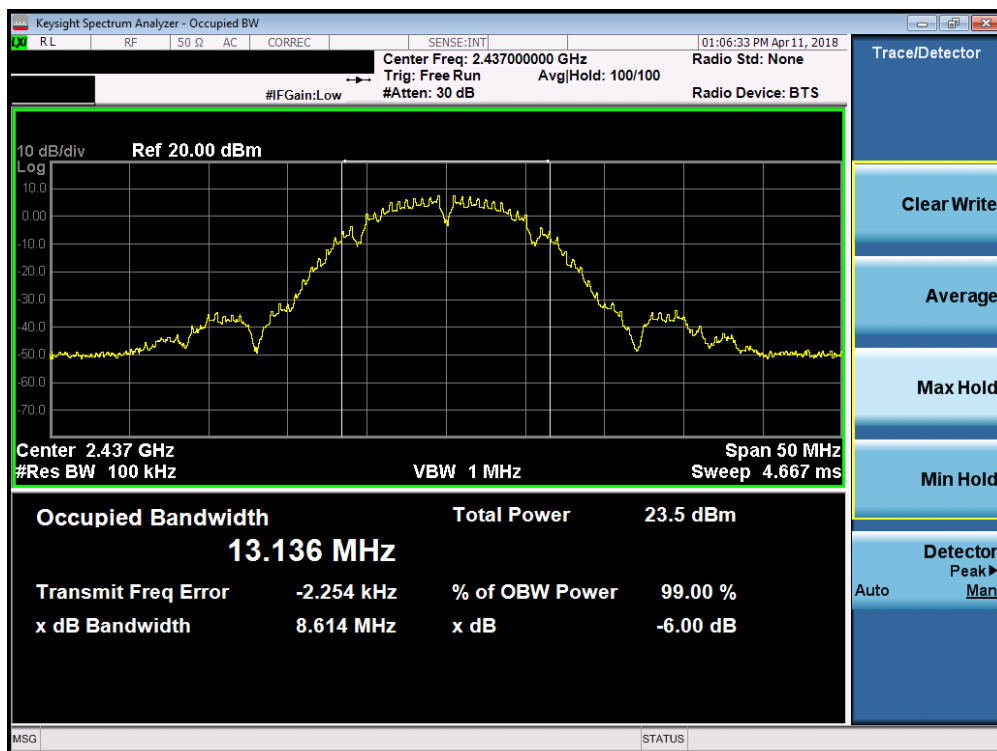 Keysight Spectrum Analyzer - Occupied BW
LXI RL RF 50 Ω AC CORREC SENSE:INT 01:06:33 PM Apr 11, 2018
Center Freq: 2.437000000 GHz Radio Std: None
Trig: Free Run Avg|Hold: 100/100
#IFGain:Low #Atten: 30 dB Radio Device: BTS
10 dB/div Ref 20.00 dBm
Log
10.0
0.00
-10.0
-20.0
-30.0
-40.0
-50.0
-60.0
-70.0
Center 2.437 GHz Span 50 MHz
#Res BW 100 kHz VBW 1 MHz Sweep 4.667 ms
Occupied Bandwidth Total Power 23.5 dBm
13.136 MHz
Transmit Freq Error -2.254 kHz % of OBW Power 99.00 %
x dB Bandwidth 8.614 MHz x dB -6.00 dB
MSG STATUS
Trace/Detector
Clear Write
Average
Max Hold
Min Hold
Detector
Peak▶
Auto Man